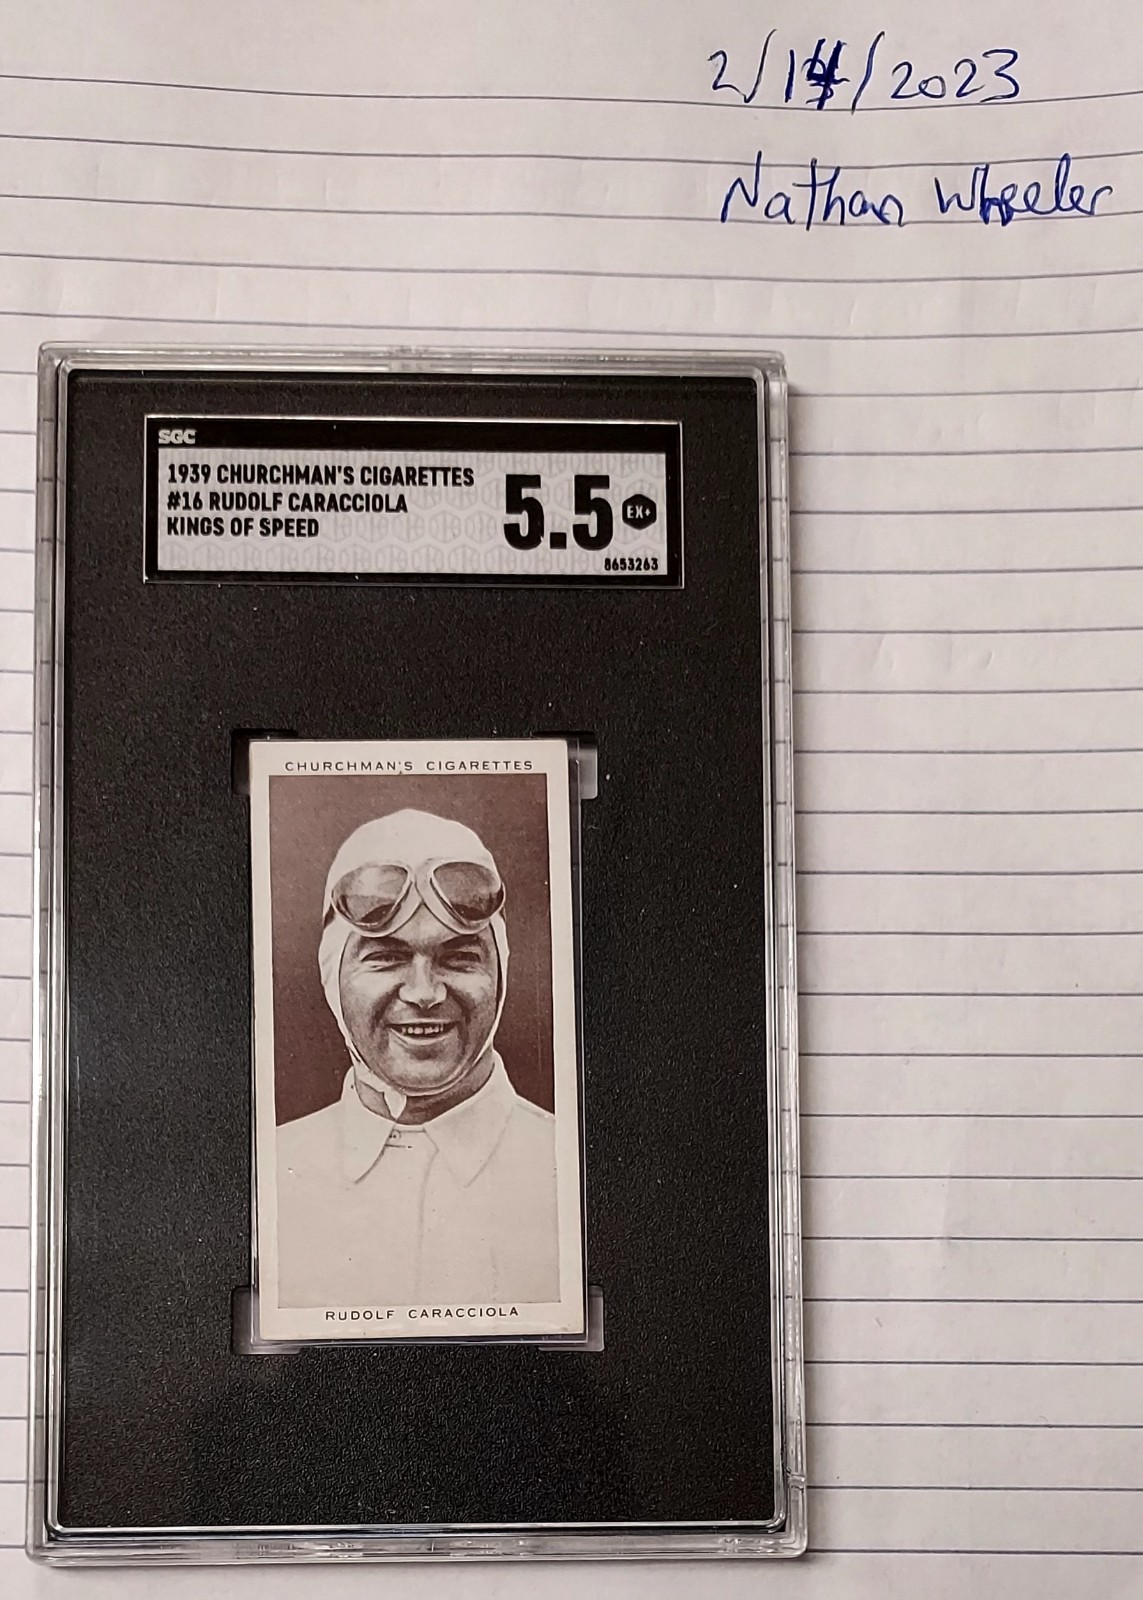 2/14/2023
Nathan Wheeler
SGC
1939 CHURCHMAN'S CIGARETTES
#16 RUDOLF CARACCIOLA
KINGS OF SPEED
5.5 EX+
8653263
CHURCHMAN'S CIGARETTES
RUDOLF CARACCIOLA